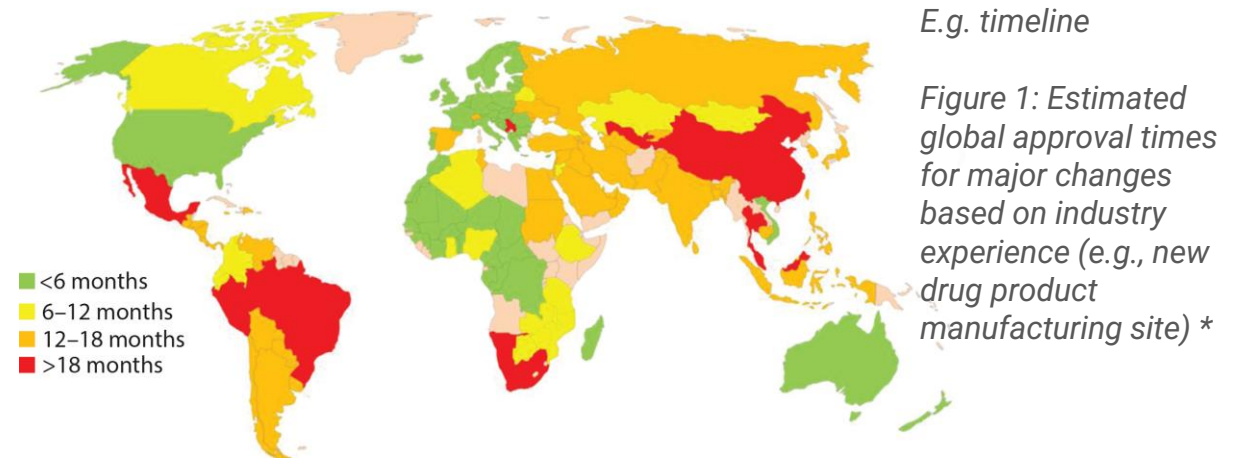 E.g. timeline
Figure 1: Estimated
global approval times
for major changes
based on industry
experience (e.g., new
drug product
manufacturing site) *
<6 months
6–12 months
12–18 months
>18 months